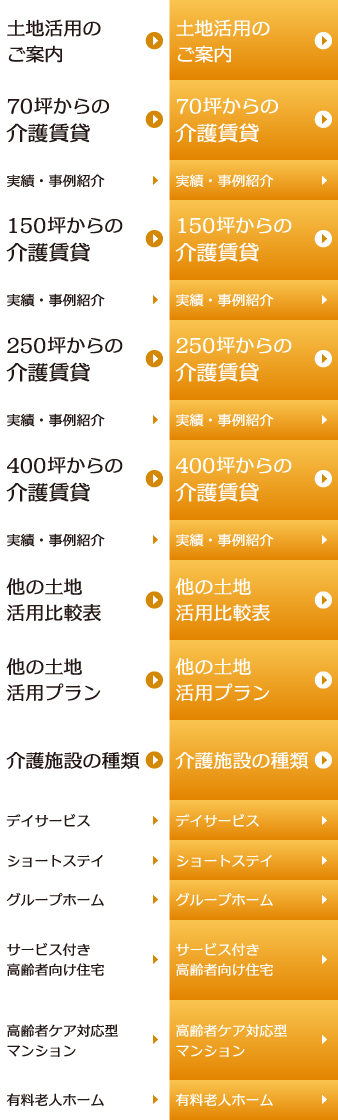 土地活用の
ご案内
土地活用の
ご案内
70坪からの
介護賃貸
70坪からの
介護賃貸
実績・事例紹介
実績・事例紹介
150坪からの
介護賃貸
150坪からの
介護賃貸
実績・事例紹介
実績・事例紹介
250坪からの
介護賃貸
250坪からの
介護賃貸
実績・事例紹介
実績・事例紹介
400坪からの
介護賃貸
400坪からの
介護賃貸
実績・事例紹介
実績・事例紹介
他の土地
活用比較表
他の土地
活用比較表
他の土地
活用プラン
他の土地
活用プラン
介護施設の種類
介護施設の種類
デイサービス
デイサービス
ショートステイ
ショートステイ
グループホーム
グループホーム
サービス付き
高齢者向け住宅
サービス付き
高齢者向け住宅
高齢者ケア対応型
マンション
高齢者ケア対応型
マンション
有料老人ホーム
有料老人ホーム